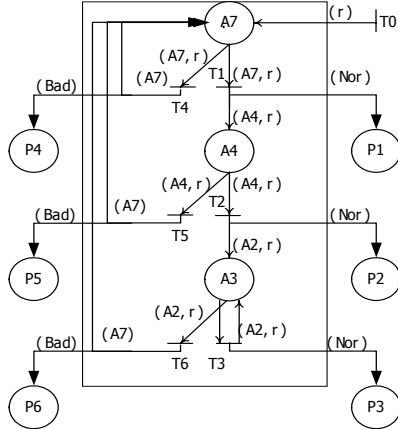 (r)
A7
T0
(A7, r)
(Bad)
(A7)
T1
(A7, r)
(Nor)
T4
(A4, r)
P4
A4
P1
(A4, r)
(A4, r)
(Bad)
(A7)
T2
(Nor)
T5
(A2, r)
P5
A3
P2
(A2, r)
(A2, r)
(Bad)
(A7)
(Nor)
T6
T3
P6
P3